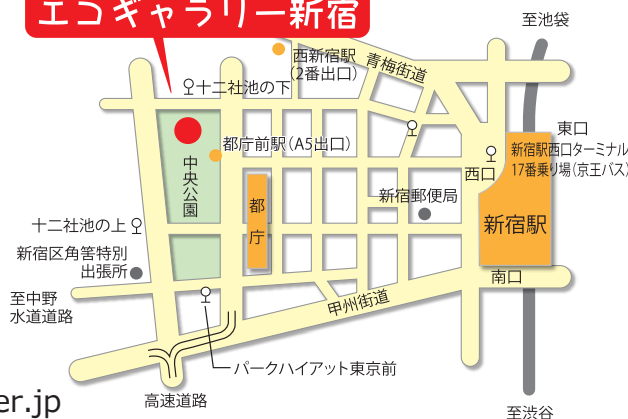 エコギャラリー新宿
至池袋
西新宿駅
(2番出口)
青梅街道
十二社池の下
東口
都庁前駅(A5出口)
新宿駅西口ターミナル
17番乗り場(京王バス)
西口
中央公園
新宿郵便局
都庁
新宿駅
十二社池の上
新宿区角筈特別
出張所
南口
至中野
水道道路
甲州街道
パークハイアット東京前
高速道路
er.jp
至渋谷